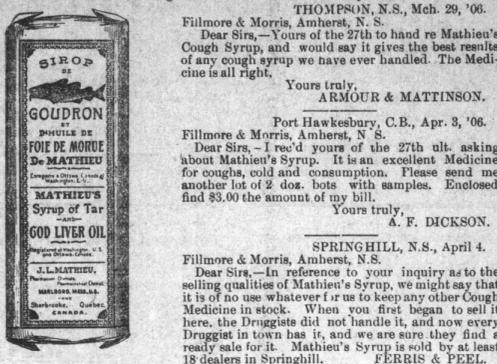 SIROP
DE
GOUDRON
ET
D'HUILE DE
FOIE DE MORUE
De MATHIEU
MATHIEU'S
Syrup of Tar
—AND—
COD LIVER OIL
J. L. MATHIEU,
MARLBORO, MASS., U.S.
AND
Sherbrooke, Quebec,
CANADA.
THOMPSON, N.S., Mch. 29, '06.
Fillmore & Morris, Amherst, N. S.
Dear Sirs,—Yours of the 27th to hand re Mathieu's
Cough Syrup, and would say it gives the best results
of any cough syrup we have ever handled. The Medi-
cine is all right.
Yours truly,
ARMOUR & MATTINSON.
Port Hawkesbury, C.B., Apr. 3, '06.
Fillmore & Morris, Amherst, N S.
Dear Sirs, – I rec'd yours of the 27th ult. asking
about Mathieu's Syrup. It is an excellent Medicine
for coughs, cold and consumption. Please send me
another lot of 2 doz. bots with samples. Enclosed
find $3.00 the amount of my bill.
Yours truly,
A. F. DICKSON.
SPRINGHILL, N.S., April 4.
Fillmore & Morris, Amherst, N.S.
Dear Sirs,—In reference to your inquiry as to the
selling qualities of Mathieu's Syrup, we might say that
it is of no use whatever for us to keep any other Cough
Medicine in stock. When you first began to sell it
here, the Druggists did not handle it, and now every
Druggist in town has it, and we are sure they find a
ready sale for it. Mathieu's Syrup is sold by at least
18 dealers in Springhill. FERRIS & PEEL.